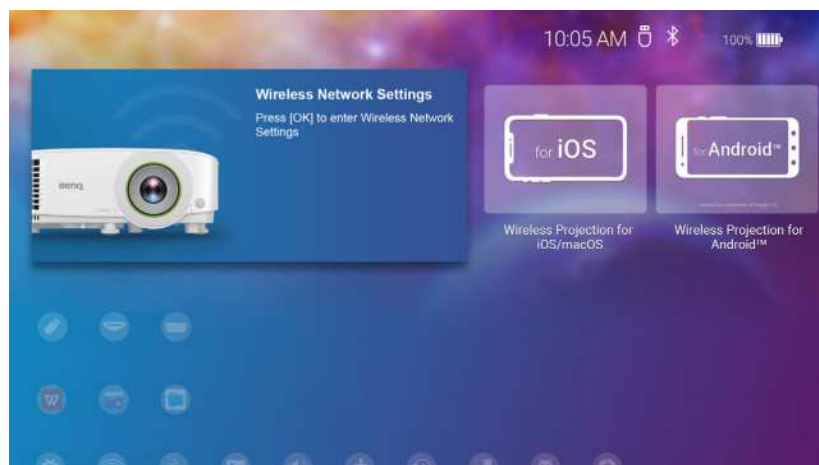 10:05 AM
100%
Wireless Network Settings
Press [OK] to enter Wireless Network
Settings
BenQ
for iOS
for Android™
Wireless Projection for
iOS/macOS
Wireless Projection for
Android™
W